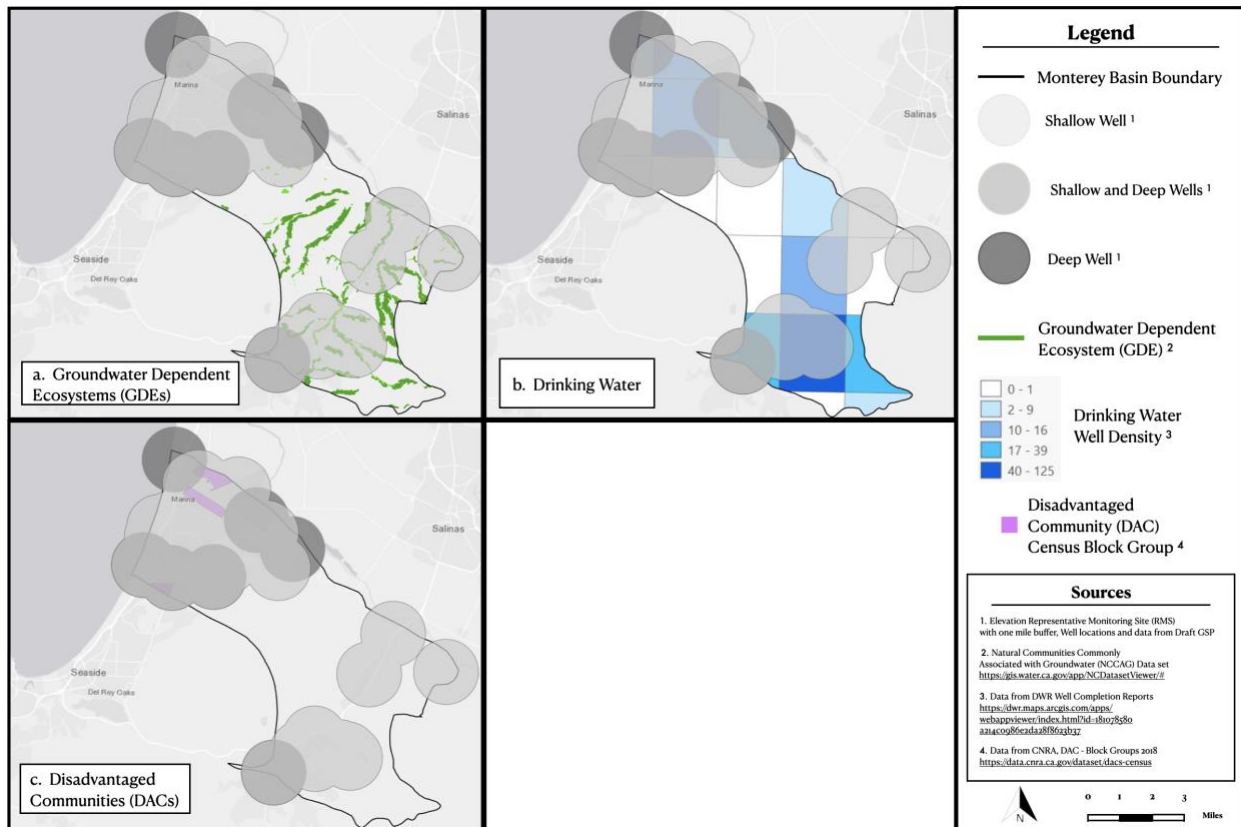 Marina
Salinas
Seaside
Del Rey Oaks
a. Groundwater Dependent
Ecosystems (GDEs)
Marina
Salinas
Seaside
Del Rey Oaks
b. Drinking Water
Marina
Salinas
Seaside
Del Rey Oaks
c. Disadvantaged
Communities (DACs)
Legend
Monterey Basin Boundary
Shallow Well ¹
Shallow and Deep Wells ¹
Deep Well ¹
Groundwater Dependent
Ecosystem (GDE) ²
0 - 1
2 - 9
10 - 16
17 - 39
40 - 125
Drinking Water
Well Density ³
Disadvantaged
Community (DAC)
Census Block Group ⁴
Sources
1. Elevation Representative Monitoring Site (RMS)
with one mile buffer, Well locations and data from Draft GSP
2. Natural Communities Commonly
Associated with Groundwater (NCCAG) Data set
https://gis.water.ca.gov/app/NCDatasetViewer/#
3. Data from DWR Well Completion Reports
https://dwr.maps.arcgis.com/apps/
webappviewer/index.html?id=181078580
a214c0986e2da28f8623b37
4. Data from CNRA, DAC - Block Groups 2018
https://data.cnra.ca.gov/dataset/dacs-census
N
0 1 2 3
Miles